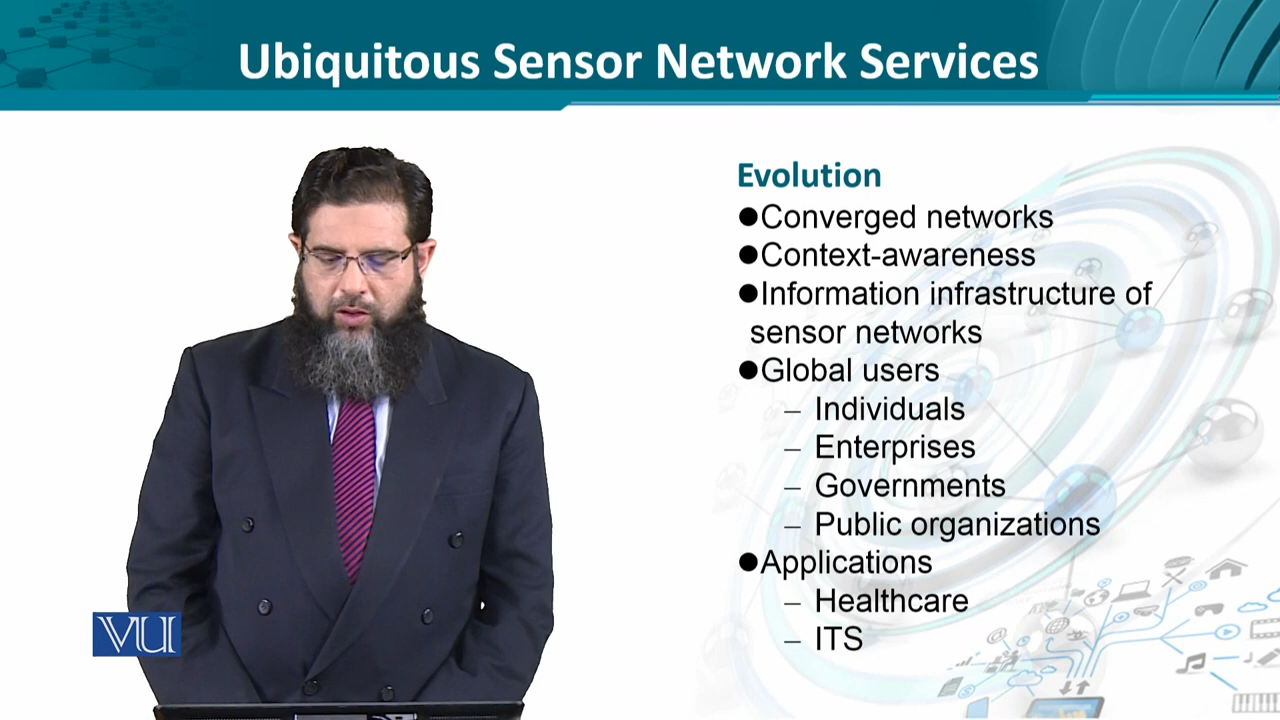 Ubiquitous Sensor Network Services
Evolution
●Converged networks
●Context-awareness
●Information infrastructure of
sensor networks
●Global users
– Individuals
– Enterprises
– Governments
– Public organizations
●Applications
– Healthcare
– ITS
VU